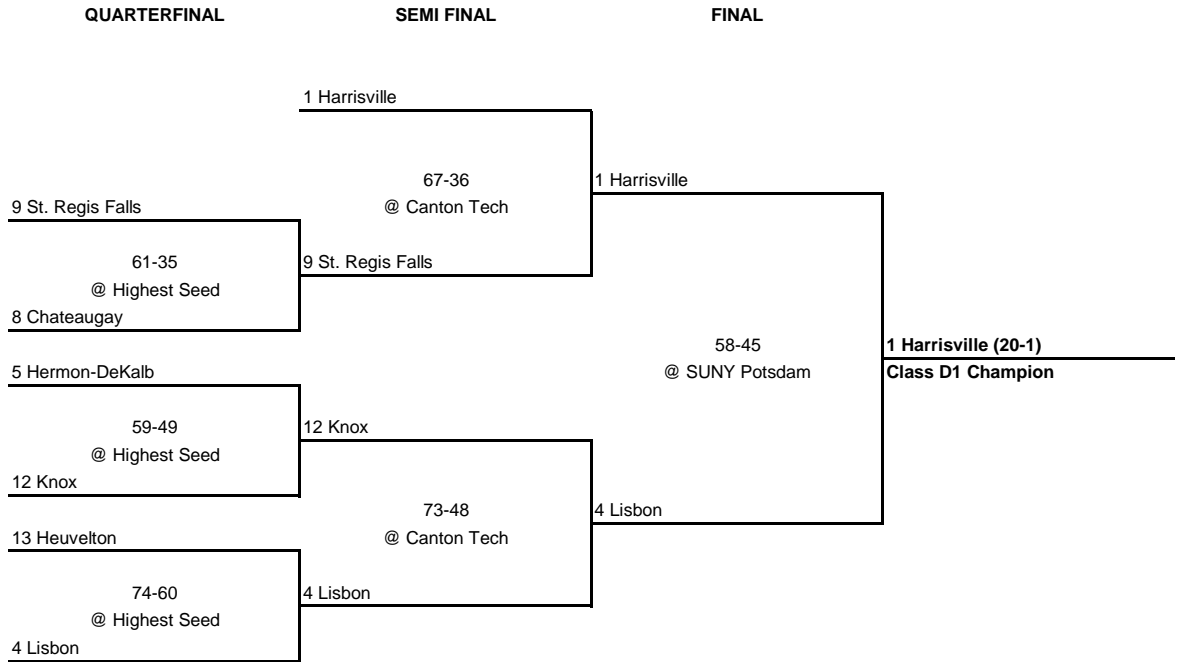 QUARTERFINAL SEMI FINAL FINAL
1 Harrisville
67-36
@ Canton Tech
1 Harrisville
9 St. Regis Falls
61-35
@ Highest Seed
9 St. Regis Falls
8 Chateaugay
58-45
@ SUNY Potsdam
1 Harrisville (20-1)
Class D1 Champion
5 Hermon-DeKalb
59-49
@ Highest Seed
12 Knox
12 Knox
73-48
@ Canton Tech
4 Lisbon
13 Heuvelton
74-60
@ Highest Seed
4 Lisbon
4 Lisbon